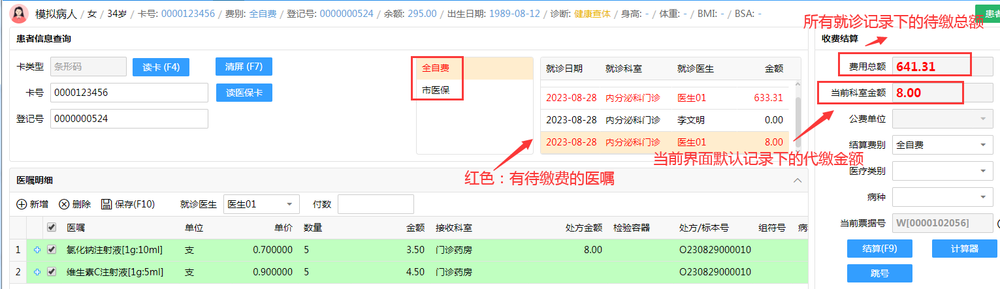 模拟病人 / 女 / 34岁 / 卡号: 0000123456 / 费别: 全自费 / 登记号: 0000000524 / 余额: 295.00 / 出生日期: 1989-08-12 / 诊断: 健康查体 / 身高: - / 体重: - / BMI: - / BSA: -
患者
所有就诊记录下的待缴总额
患者信息查询
收费结算
卡类型 条形码 读卡 (F4) 清屏 (F7)
卡号 0000123456 读医保卡
登记号 0000000524
全自费
市医保
就诊日期 就诊科室 就诊医生 金额
2023-08-28 内分泌科门诊 医生01 633.31
2023-08-28 内分泌科门诊 李文明 0.00
2023-08-28 内分泌科门诊 医生01 8.00
费用总额 641.31
当前科室金额 8.00
公费单位
结算费别 全自费
当前界面默认记录下的代缴金额
医疗类别
红色：有待缴费的医嘱
病种
当前票据号 W[0000102056]
结算(F9) 计算器
跳号
医嘱明细
新增 删除 保存(F10) 就诊医生 医生01 付数
医嘱 单位 单价 数量 金额 接收科室 处方金额 检验容器 处方/标本号 组符号
1 氯化钠注射液[1g:10ml] 支 0.700000 5 3.50 门诊药房 8.00 O230829000010
2 维生素C注射液[1g:5ml] 支 0.900000 5 4.50 门诊药房 O230829000010